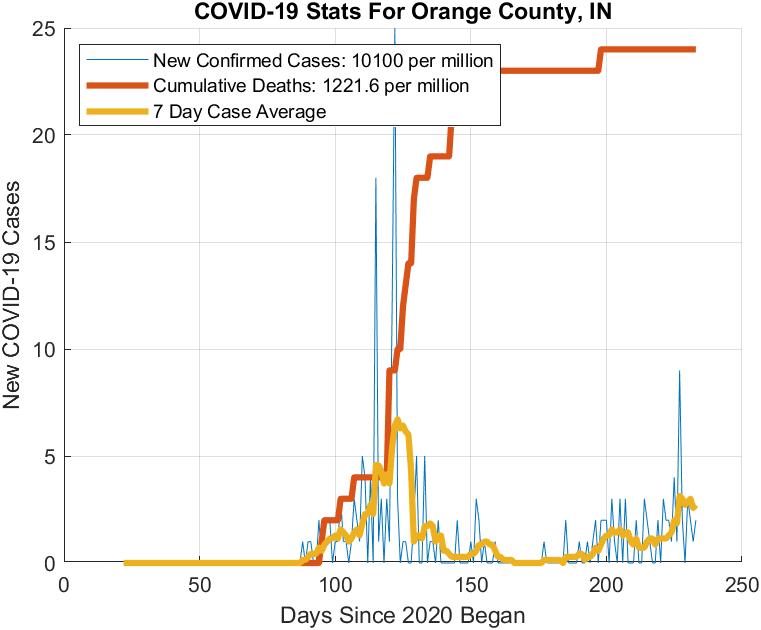 COVID-19 Stats For Orange County, IN
New Confirmed Cases: 10100 per million
Cumulative Deaths: 1221.6 per million
7 Day Case Average
New COVID-19 Cases
25
20
15
10
5
0
0 50 100 150 200 250
Days Since 2020 Began